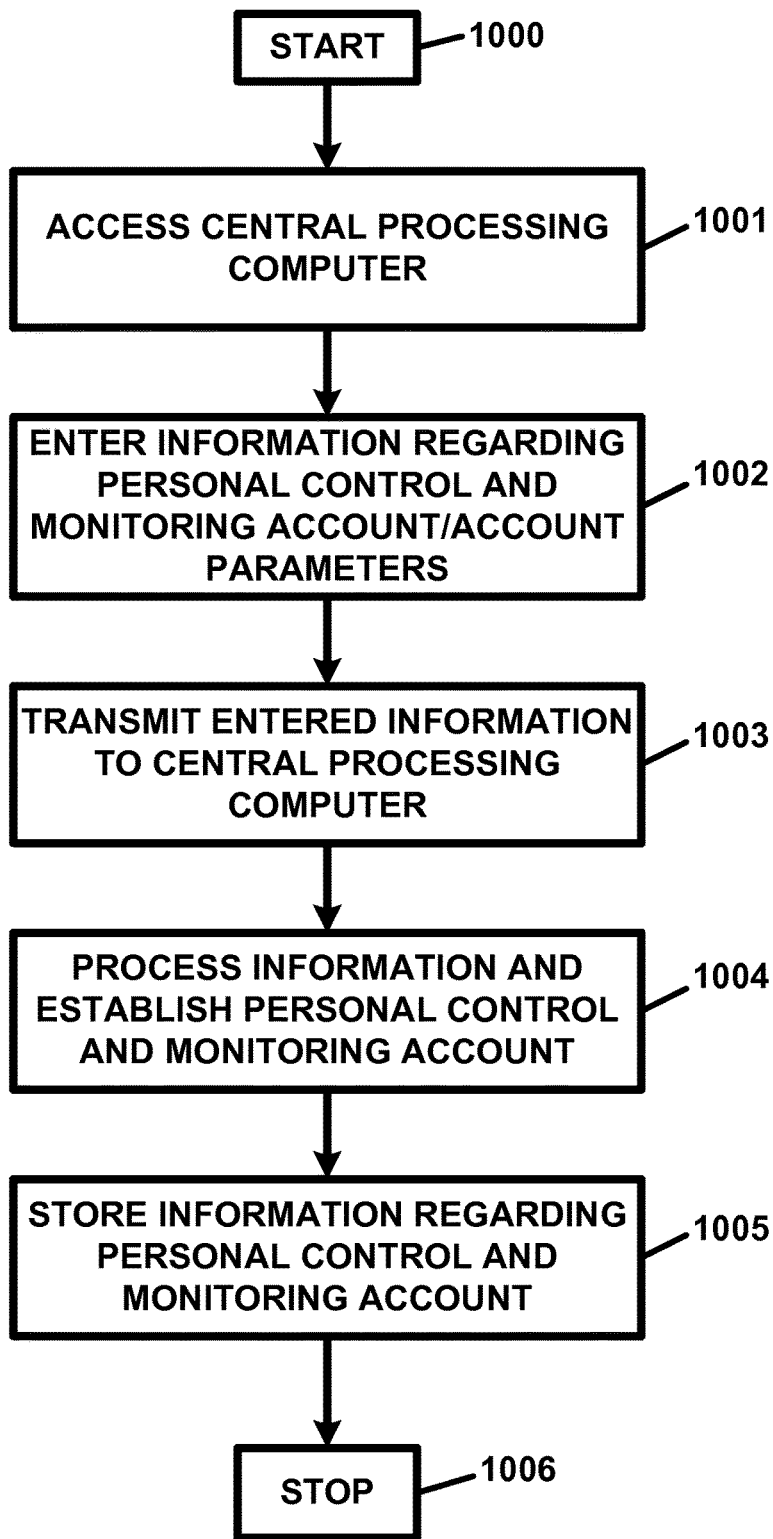 START
1000
ACCESS CENTRAL PROCESSING
COMPUTER
1001
ENTER INFORMATION REGARDING
PERSONAL CONTROL AND
MONITORING ACCOUNT/ACCOUNT
PARAMETERS
1002
TRANSMIT ENTERED INFORMATION
TO CENTRAL PROCESSING
COMPUTER
1003
PROCESS INFORMATION AND
ESTABLISH PERSONAL CONTROL
AND MONITORING ACCOUNT
1004
STORE INFORMATION REGARDING
PERSONAL CONTROL AND
MONITORING ACCOUNT
1005
STOP
1006